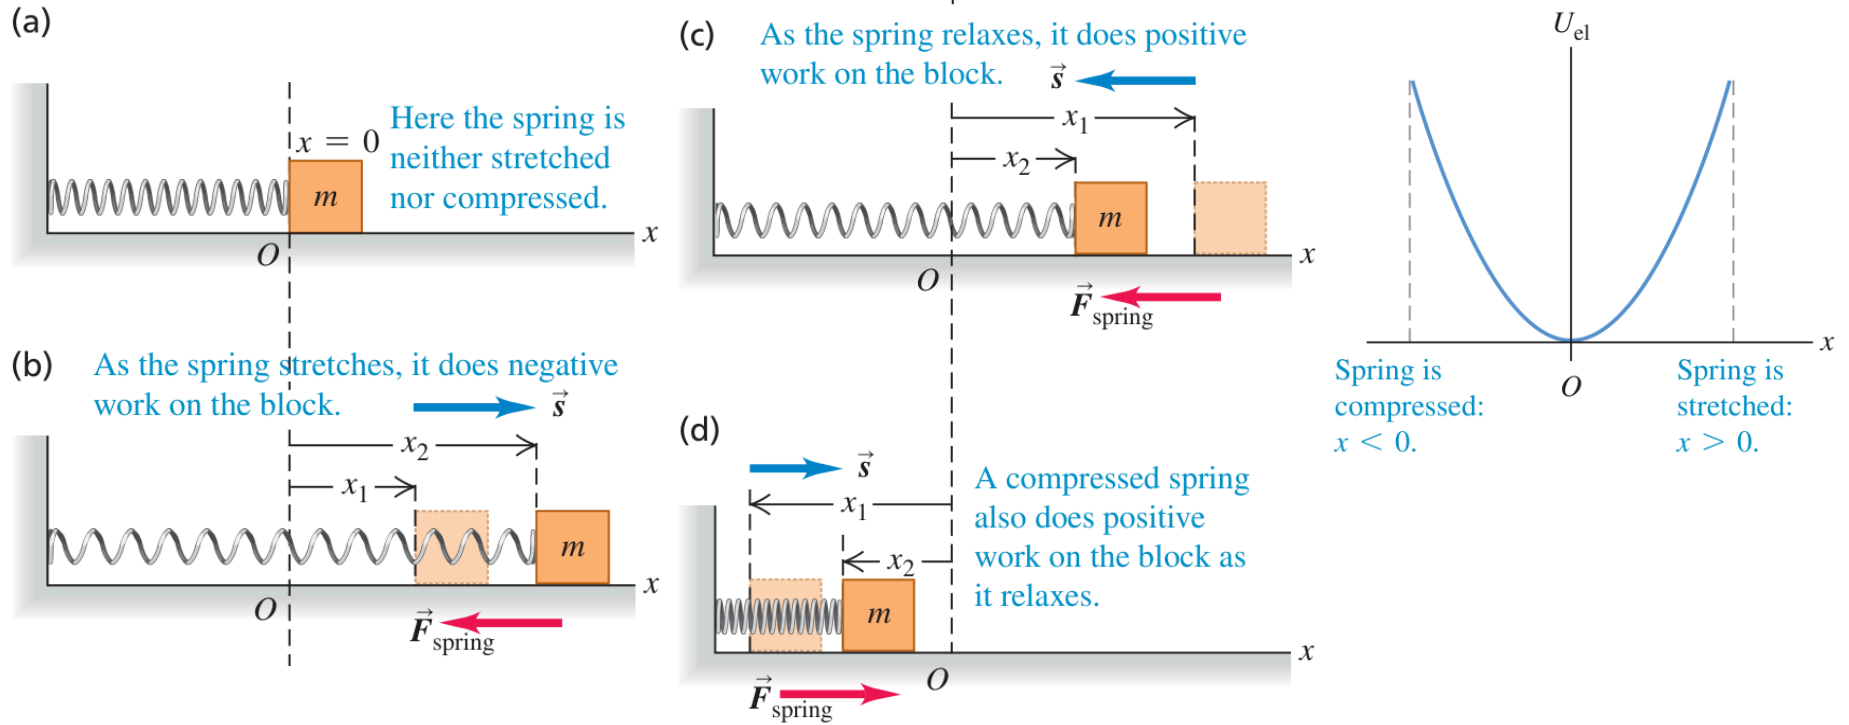 (a)
x = 0
Here the spring is
neither stretched
nor compressed.
m
x
O
(b)
As the spring stretches, it does negative
work on the block.
s⃗
x₂
x₁
m
x
O
F⃗spring
(c)
As the spring relaxes, it does positive
work on the block.
s⃗
x₁
x₂
m
x
O
F⃗spring
(d)
s⃗
x₁
x₂
A compressed spring
also does positive
work on the block as
it relaxes.
m
x
O
F⃗spring
Uel
x
O
Spring is
compressed:
x < 0.
Spring is
stretched:
x > 0.